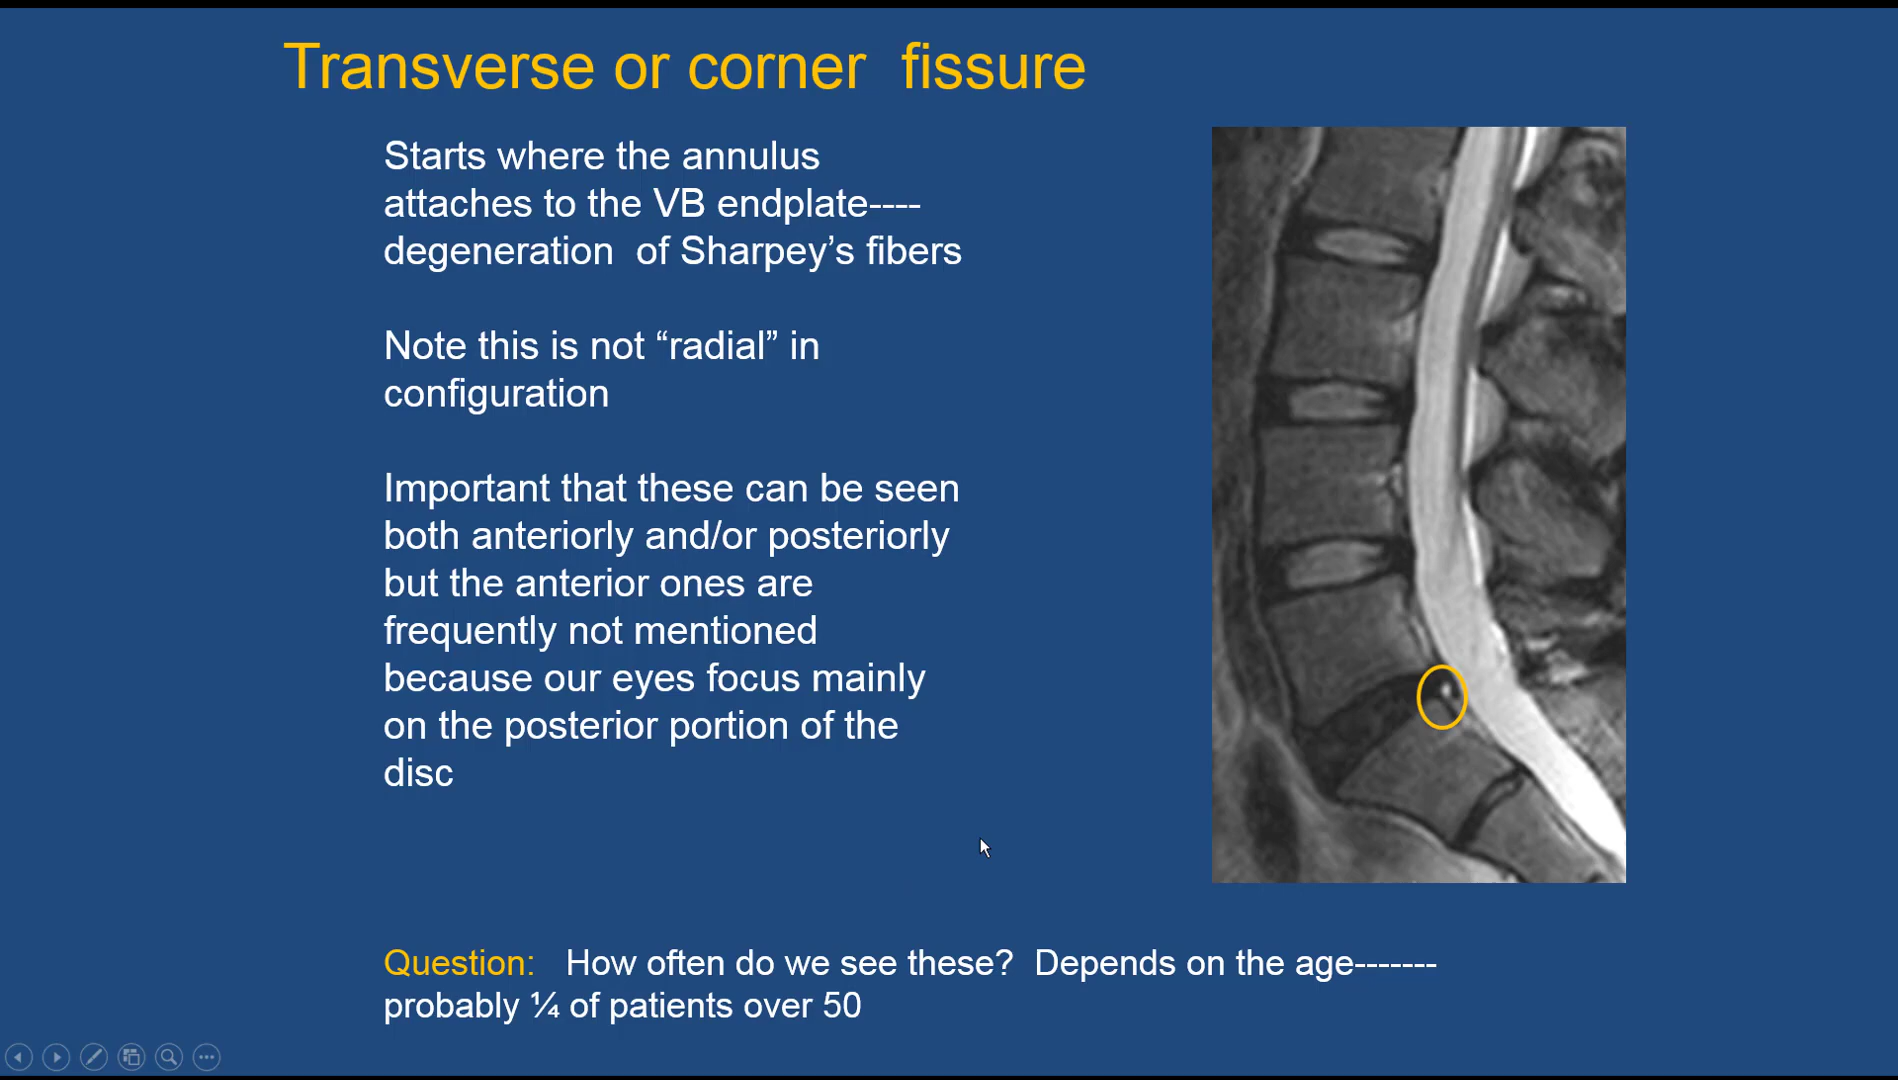 Transverse or corner  fissure
Starts where the annulus
attaches to the VB endplate----
degeneration  of Sharpey’s fibers
Note this is not “radial” in
configuration
Important that these can be seen
both anteriorly and/or posteriorly
but the anterior ones are
frequently not mentioned
because our eyes focus mainly
on the posterior portion of the
disc
Question:   How often do we see these?  Depends on the age-------
probably ¼ of patients over 50